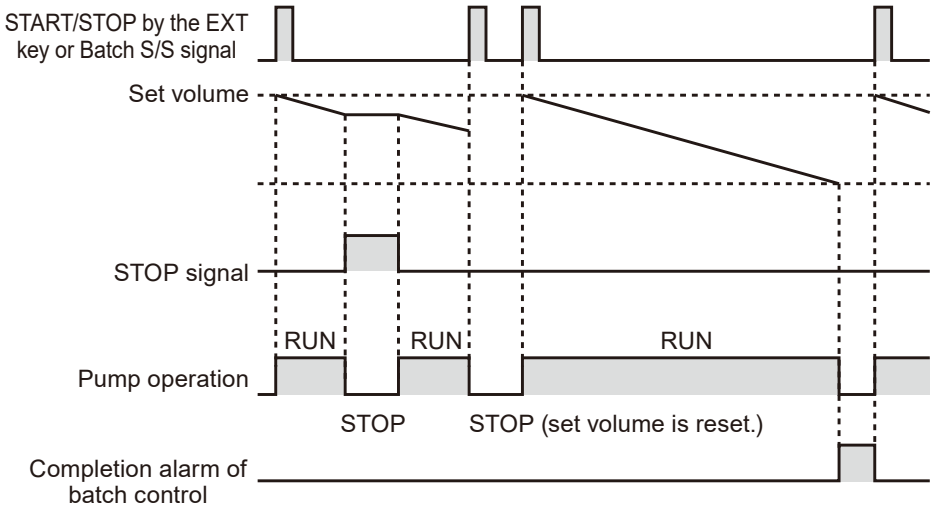 START/STOP by the EXT
key or Batch S/S signal
Set volume
STOP signal
RUN RUN RUN
Pump operation
STOP STOP (set volume is reset.)
Completion alarm of
batch control